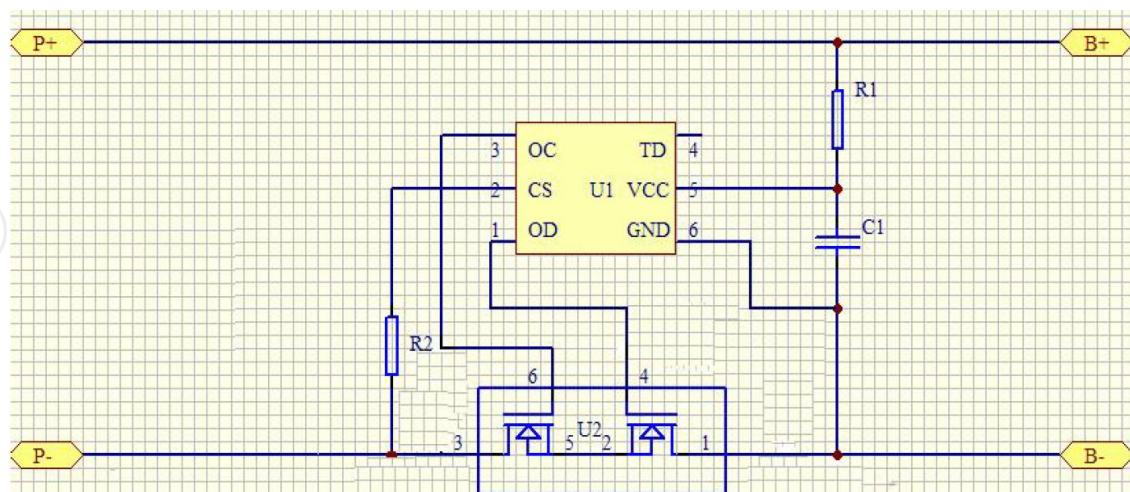 P+ B+
R1
3 OC TD 4
2 CS U1 VCC 5
C1
1 OD GND 6
R2
6 4
U2
P- 3 5 2 1 B-